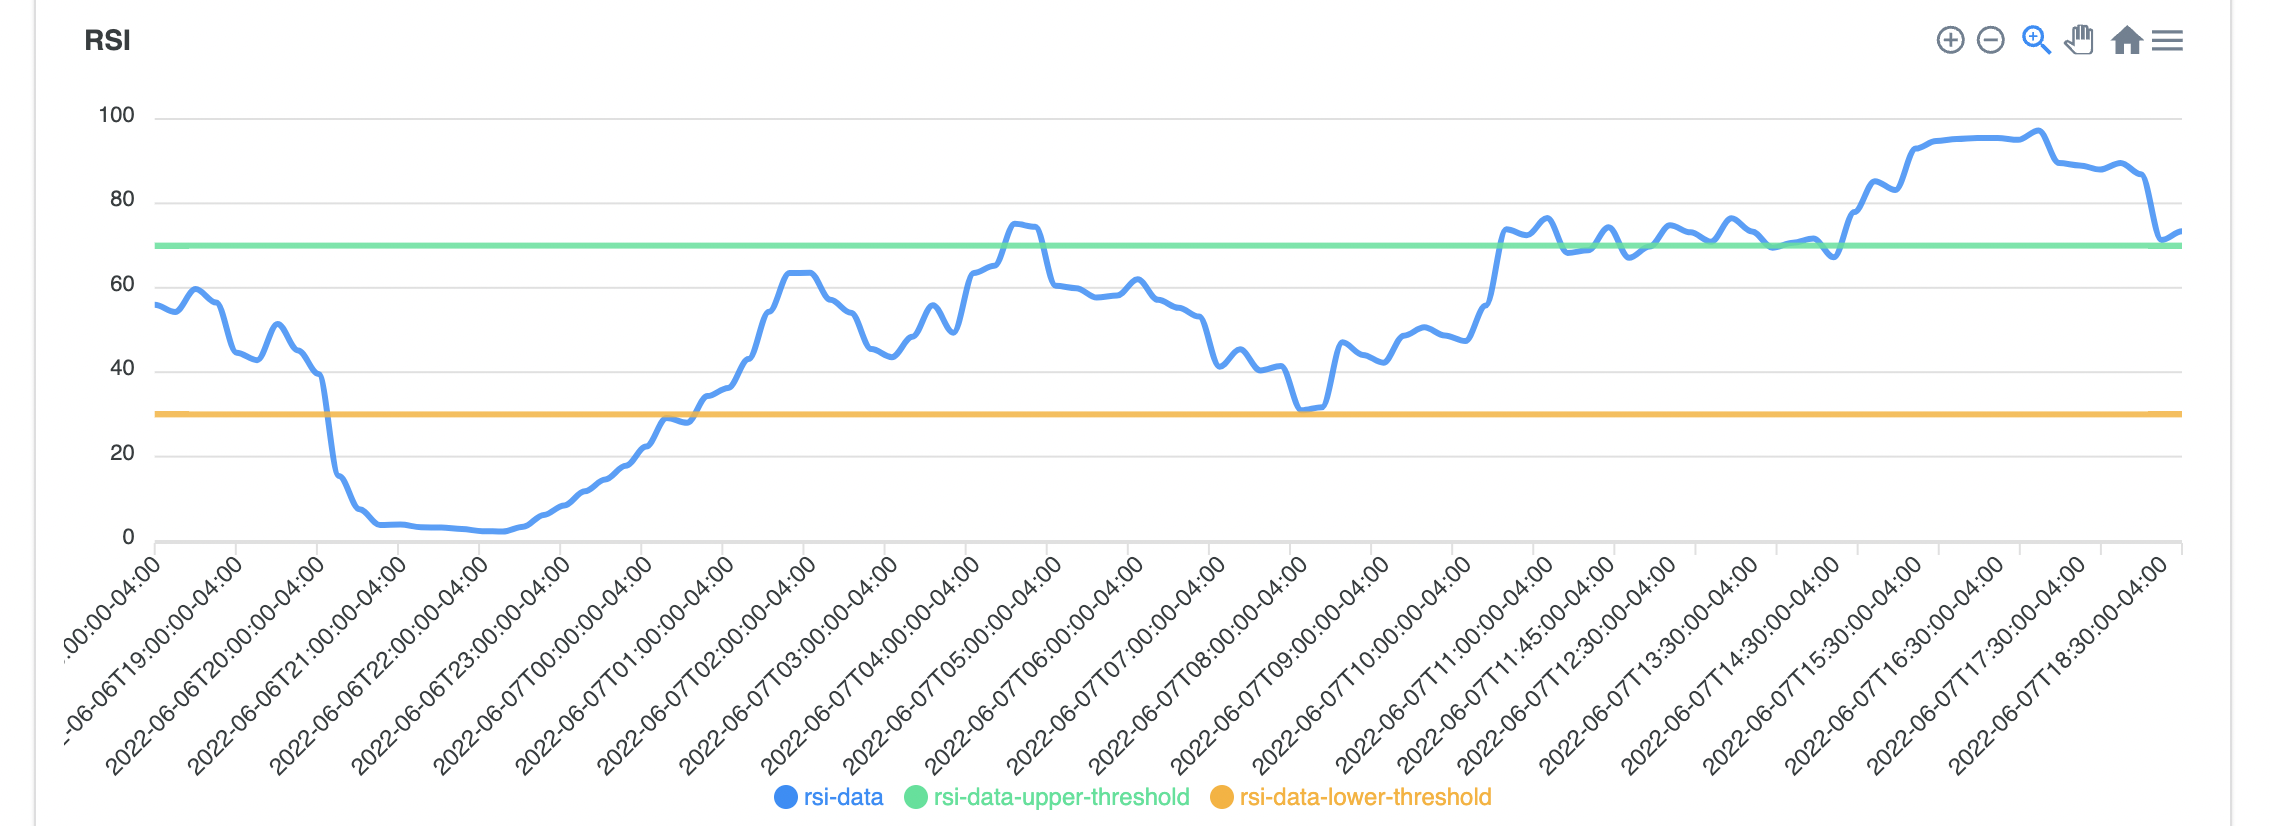 RSI
100
80
60
40
20
0
:00:00-04:00
-06-06T19:00:00-04:00
2022-06-06T20:00:00-04:00
2022-06-06T21:00:00-04:00
2022-06-06T22:00:00-04:00
2022-06-06T23:00:00-04:00
2022-06-07T00:00:00-04:00
2022-06-07T01:00:00-04:00
2022-06-07T02:00:00-04:00
2022-06-07T03:00:00-04:00
2022-06-07T04:00:00-04:00
2022-06-07T05:00:00-04:00
2022-06-07T06:00:00-04:00
2022-06-07T07:00:00-04:00
2022-06-07T08:00:00-04:00
2022-06-07T09:00:00-04:00
2022-06-07T10:00:00-04:00
2022-06-07T11:00:00-04:00
2022-06-07T11:45:00-04:00
2022-06-07T12:30:00-04:00
2022-06-07T13:30:00-04:00
2022-06-07T14:30:00-04:00
2022-06-07T15:30:00-04:00
2022-06-07T16:30:00-04:00
2022-06-07T17:30:00-04:00
2022-06-07T18:30:00-04:00
rsi-data rsi-data-upper-threshold rsi-data-lower-threshold